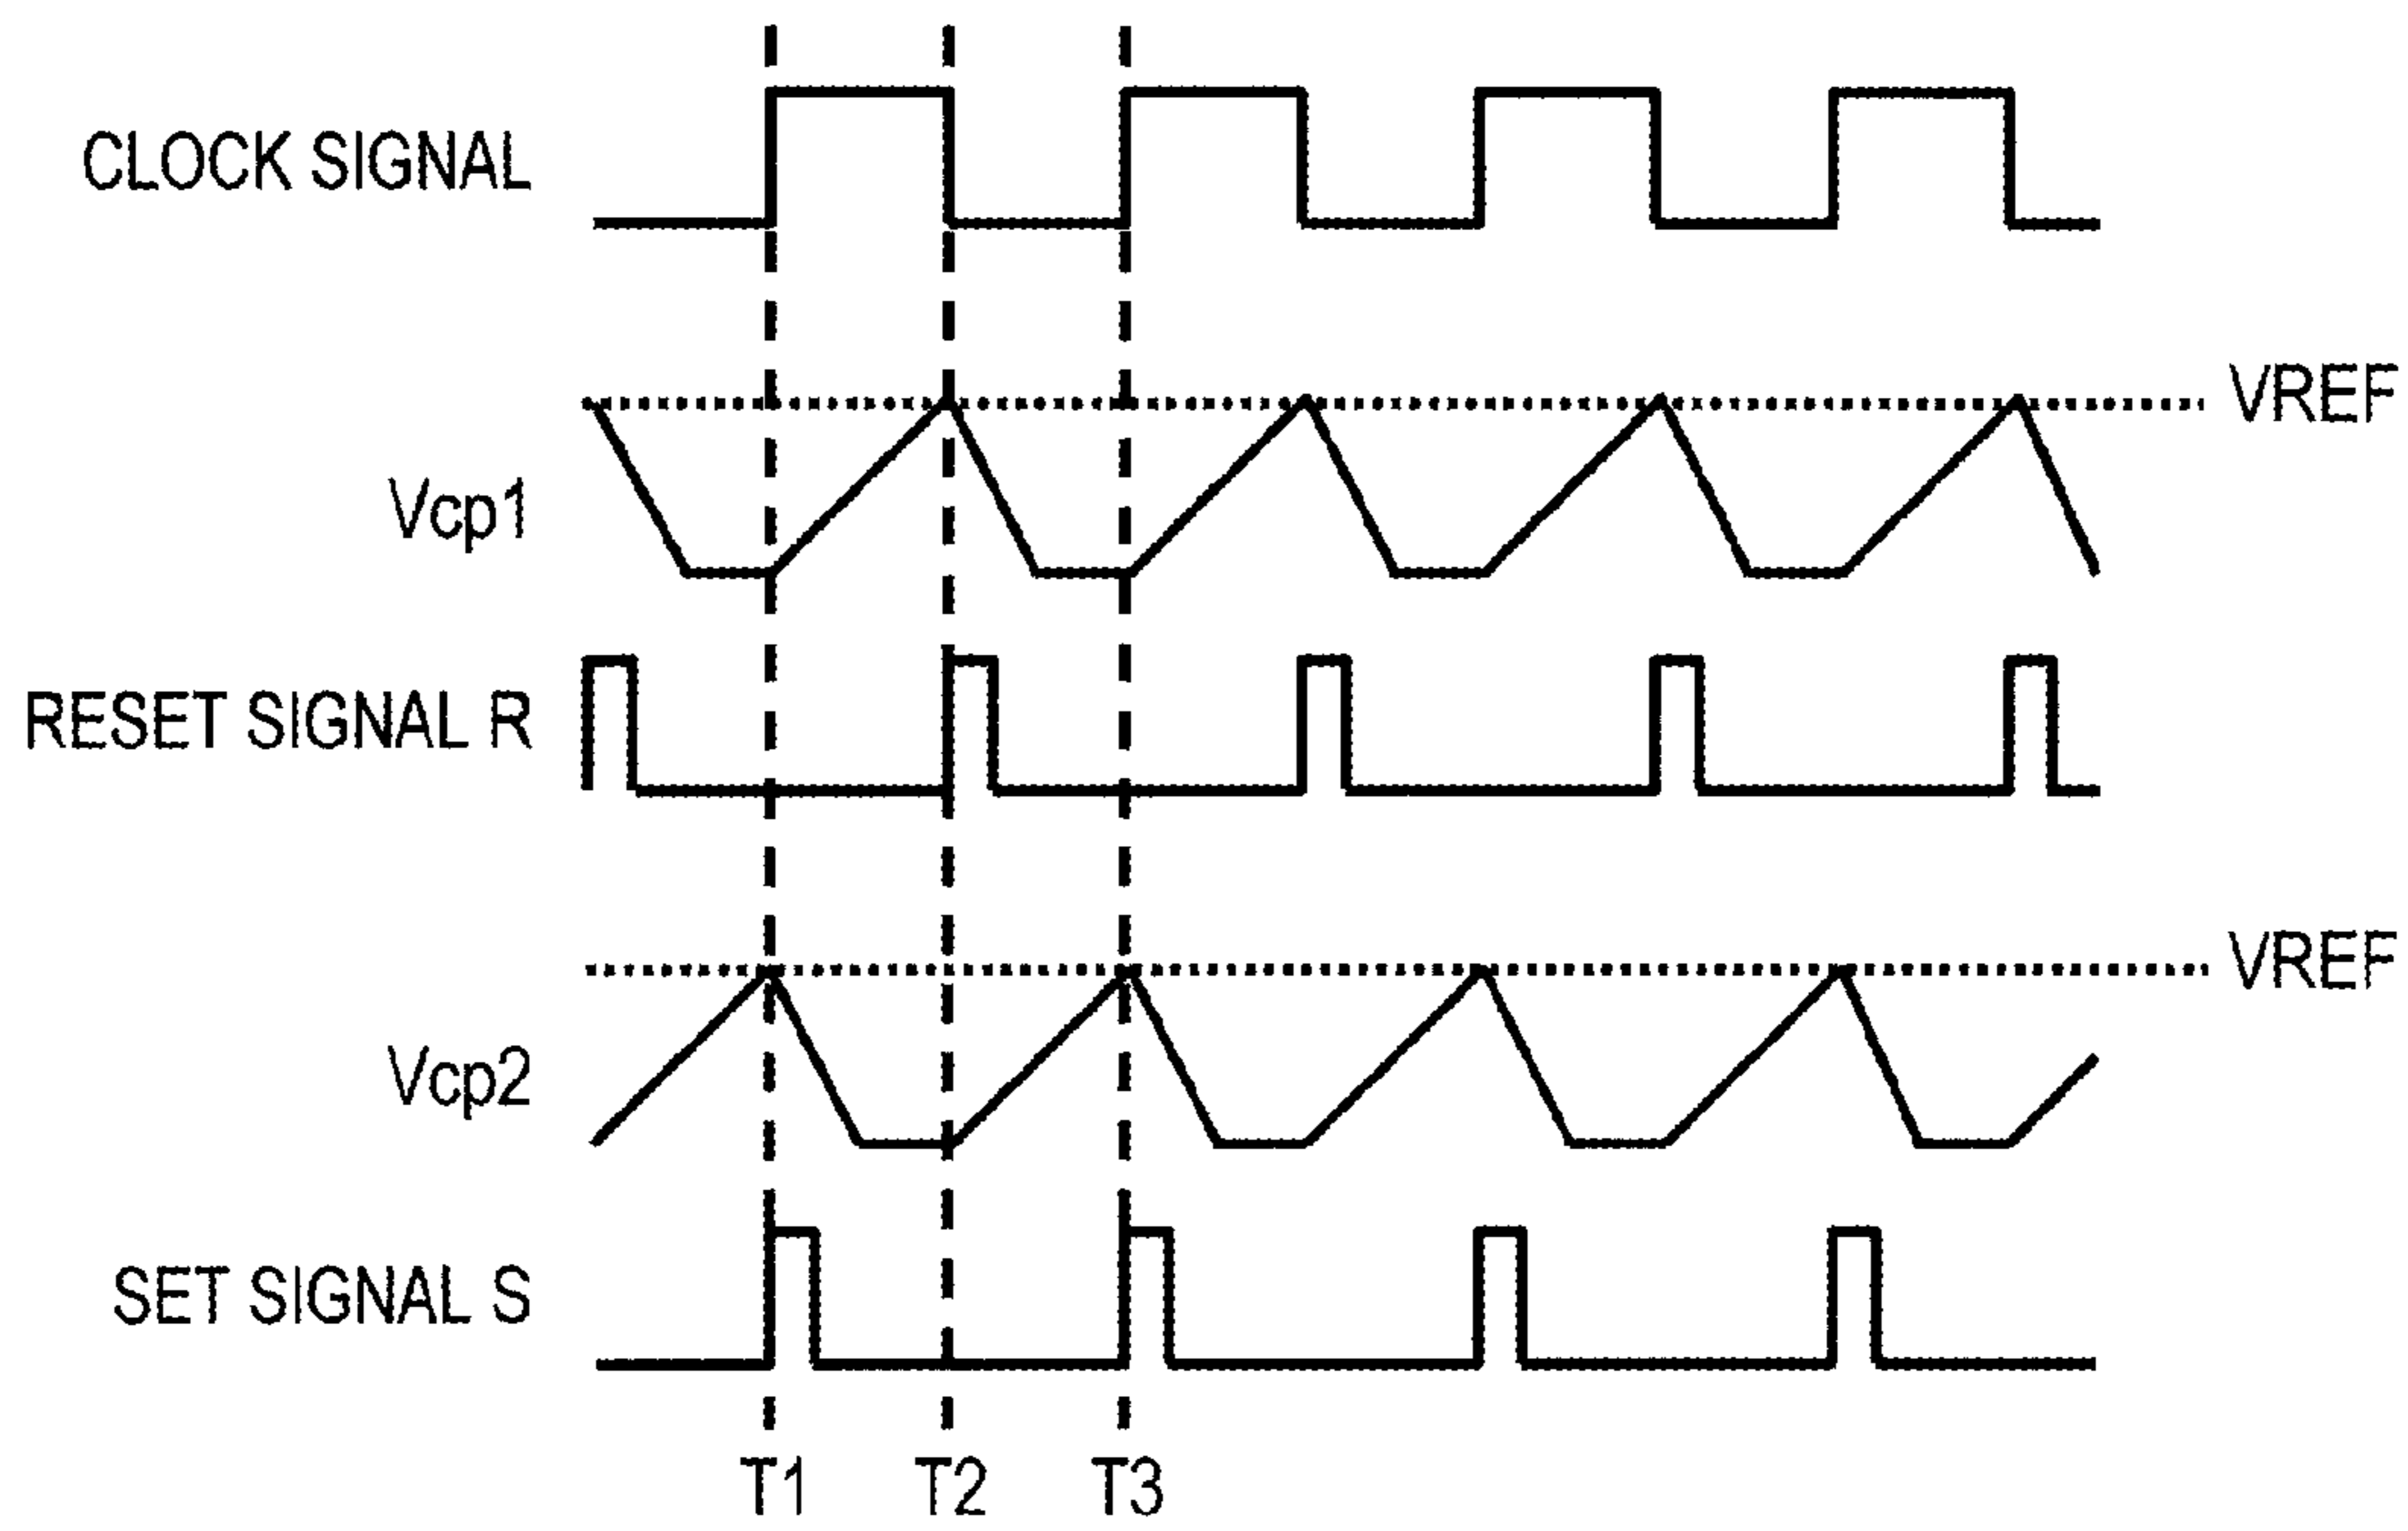 CLOCK SIGNAL
VREF
Vcp1
RESET SIGNAL R
VREF
Vcp2
SET SIGNAL S
T1 T2 T3